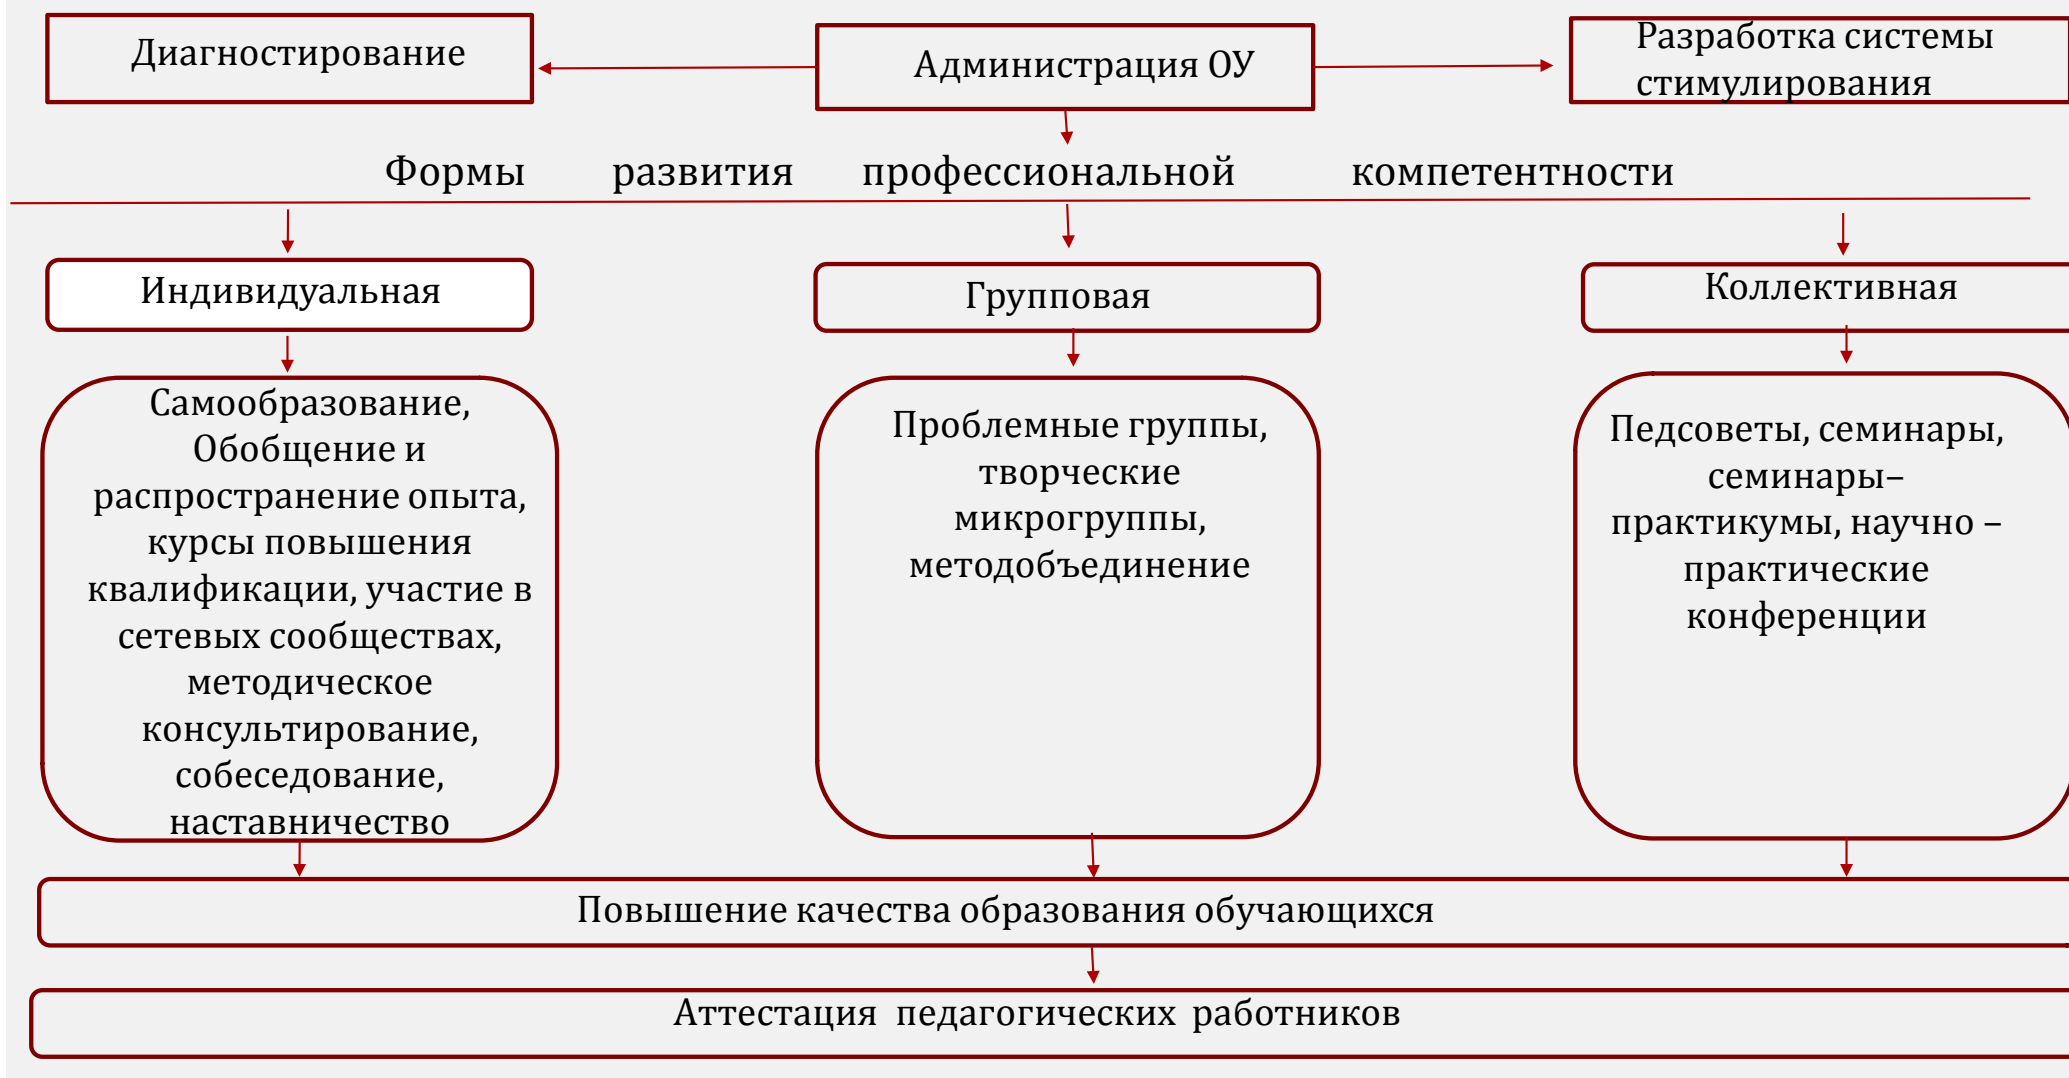 Диагностирование
Администрация ОУ
Разработка системы
стимулирования
Формы развития профессиональной компетентности
Индивидуальная
Групповая
Коллективная
Самообразование,
Обобщение и
распространение опыта,
курсы повышения
квалификации, участие в
сетевых сообществах,
методическое
консультирование,
собеседование,
наставничество
Проблемные группы,
творческие
микрогруппы,
методобъединение
Педсоветы, семинары,
семинары–
практикумы, научно –
практические
конференции
Повышение качества образования обучающихся
Аттестация педагогических работников